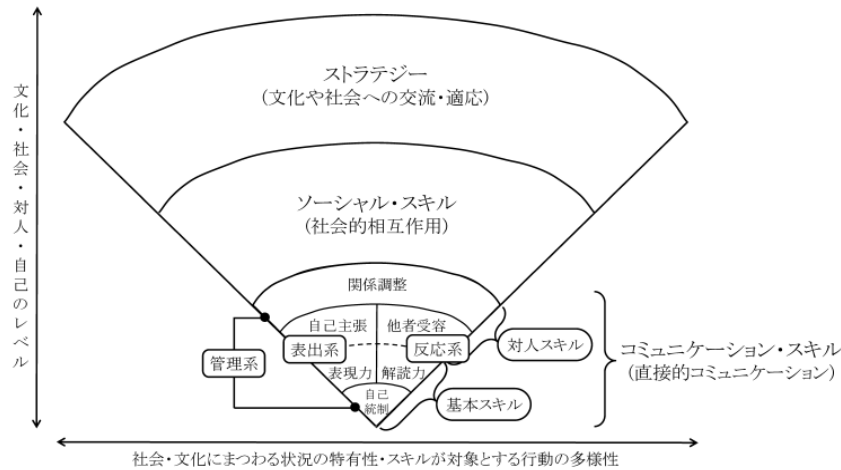 ストラテジー
(文化や社会への交流・適応)
ソーシャル・スキル
(社会的相互作用)
関係調整
自己主張
他者受容
表出系
反応系
管理系
表現力
解読力
自己
統制
対人スキル
基本スキル
コミュニケーション・スキル
(直接的コミュニケーション)
文化・社会・対人・自己のレベル
社会・文化にまつわる状況の特有性・スキルが対象とする行動の多様性